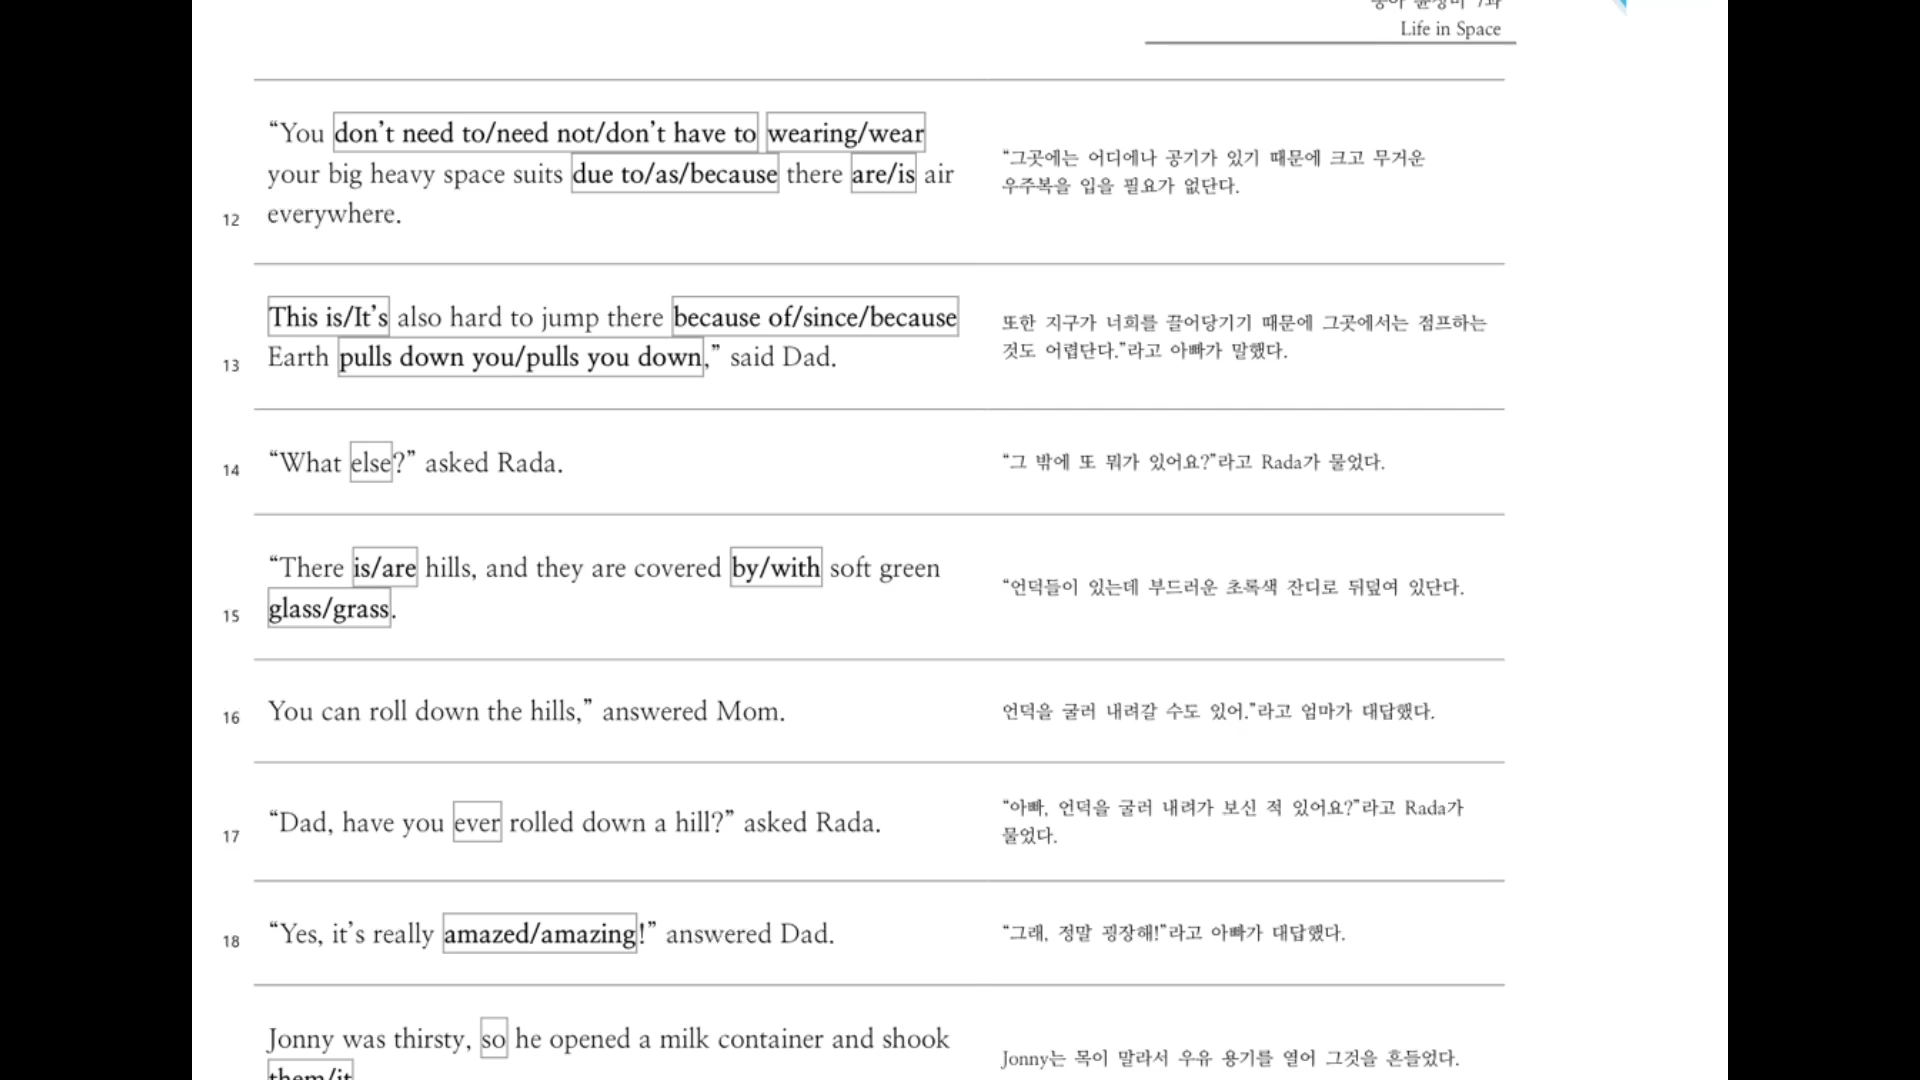 Life in Space
“You don’t need to/need not/don’t have to wearing/wear
your big heavy space suits due to/as/because there are/is air
12 everywhere.
“그곳에는 어디에나 공기가 있기 때문에 크고 무거운
우주복을 입을 필요가 없단다.
This is/It’s also hard to jump there because of/since/because
13 Earth pulls down you/pulls you down,” said Dad.
또한 지구가 너희를 끌어당기기 때문에 그곳에서는 점프하는
것도 어렵단다.”라고 아빠가 말했다.
14 “What else?” asked Rada.
“그 밖에 또 뭐가 있어요?”라고 Rada가 물었다.
“There is/are hills, and they are covered by/with soft green
15 glass/grass.
“언덕들이 있는데 부드러운 초록색 잔디로 뒤덮여 있단다.
16 You can roll down the hills,” answered Mom.
언덕을 굴러 내려갈 수도 있어.”라고 엄마가 대답했다.
17 “Dad, have you ever rolled down a hill?” asked Rada.
“아빠, 언덕을 굴러 내려가 보신 적 있어요?”라고 Rada가
물었다.
18 “Yes, it’s really amazed/amazing!” answered Dad.
“그래, 정말 굉장해!”라고 아빠가 대답했다.
Jonny was thirsty, so he opened a milk container and shook
them/it
Jonny는 목이 말라서 우유 용기를 열어 그것을 흔들었다.